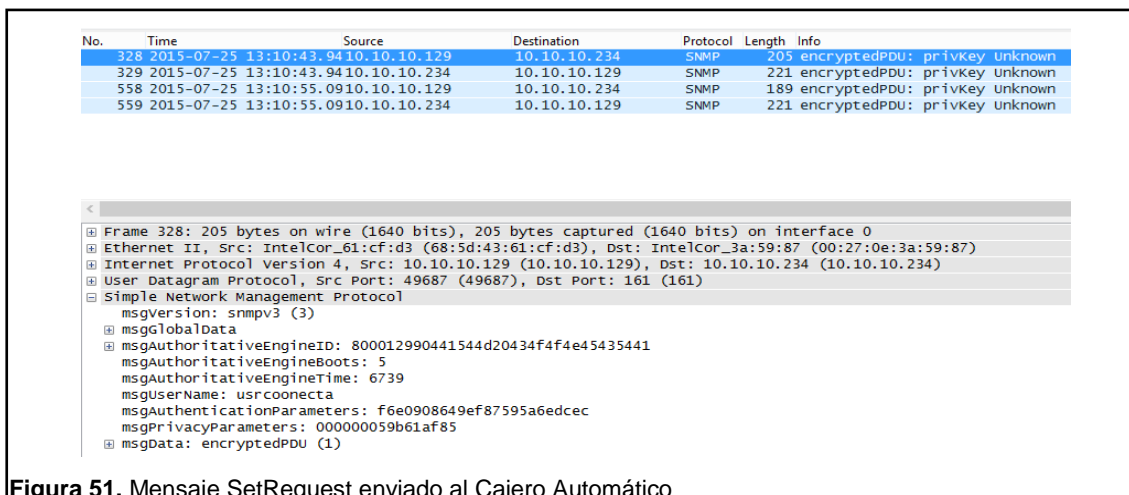 No. Time Source Destination Protocol Length Info
328 2015-07-25 13:10:43.9410.10.10.129 10.10.10.234 SNMP 205 encryptedPDU: privKey Unknown
329 2015-07-25 13:10:43.9410.10.10.234 10.10.10.129 SNMP 221 encryptedPDU: privKey Unknown
558 2015-07-25 13:10:55.0910.10.10.129 10.10.10.234 SNMP 189 encryptedPDU: privKey Unknown
559 2015-07-25 13:10:55.0910.10.10.234 10.10.10.129 SNMP 221 encryptedPDU: privKey Unknown
Frame 328: 205 bytes on wire (1640 bits), 205 bytes captured (1640 bits) on interface 0
Ethernet II, Src: IntelCor_61:cf:d3 (68:5d:43:61:cf:d3), Dst: IntelCor_3a:59:87 (00:27:0e:3a:59:87)
Internet Protocol Version 4, Src: 10.10.10.129 (10.10.10.129), Dst: 10.10.10.234 (10.10.10.234)
User Datagram Protocol, Src Port: 49687 (49687), Dst Port: 161 (161)
Simple Network Management Protocol
msgVersion: snmpv3 (3)
msgGlobalData
msgAuthoritativeEngineID: 800012990441544d20434f4f4e45435441
msgAuthoritativeEngineBoots: 5
msgAuthoritativeEngineTime: 6739
msgUserName: usrcoonecta
msgAuthenticationParameters: f6e0908649ef87595a6edcec
msgPrivacyParameters: 000000059b61af85
msgData: encryptedPDU (1)
Figura 51. Mensaje SetRequest enviado al Cajero Automático